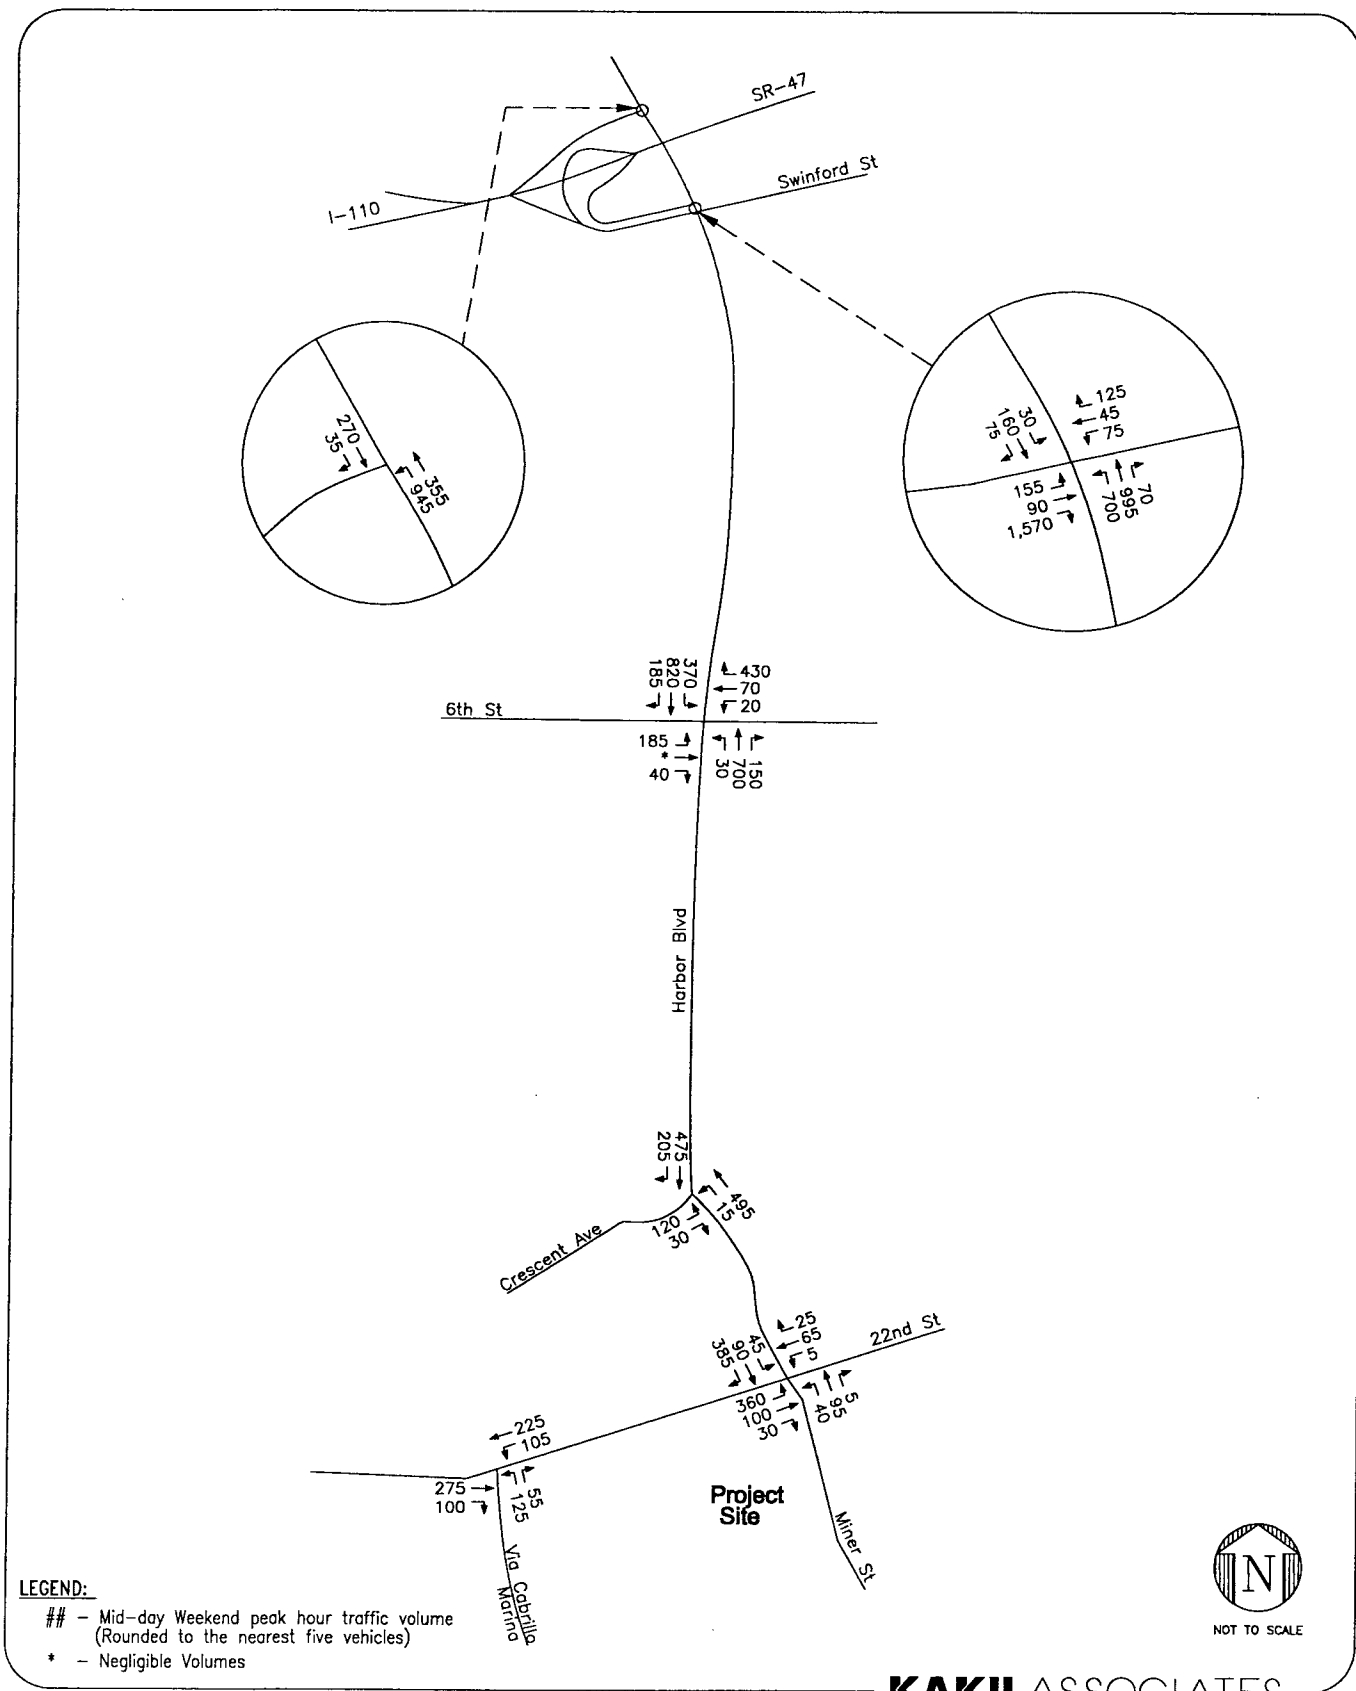 SR-47
Swinford St
I-110
270
35
355
945
30
160
75
125
45
75
155
90
1,570
70
995
700
370
820
185
430
70
20
6th St
185
*
40
150
700
30
Harbor Blvd
475
205
495
15
120
30
Crescent Ave
25
65
5
22nd St
45
90
385
360
100
30
5
95
40
225
105
275
100
55
125
Project
Site
Miner St
Via Cabrillo
Marina
N
NOT TO SCALE
LEGEND:
## - Mid-day Weekend peak hour traffic volume
(Rounded to the nearest five vehicles)
* - Negligible Volumes
ASSOCIATES